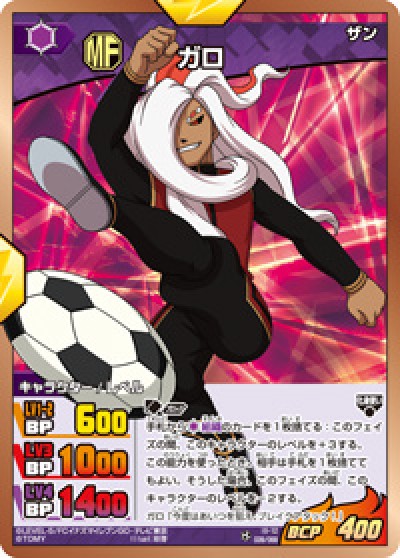 ザン
MF ガロ
キャラクター／レベル
LV1-2
BP 600
LV3
BP 1000
LV4
BP 1400
手札から 組織のカードを１枚捨てる：このフェイ
ズの間、このキャラクターのレベルを＋３する。
この能力を使ったとき、相手は手札を１枚捨て
てもよい。そうした場合、このフェイズの間、この
キャラクターのレベルを－２する。
©TOMY
BCP 400